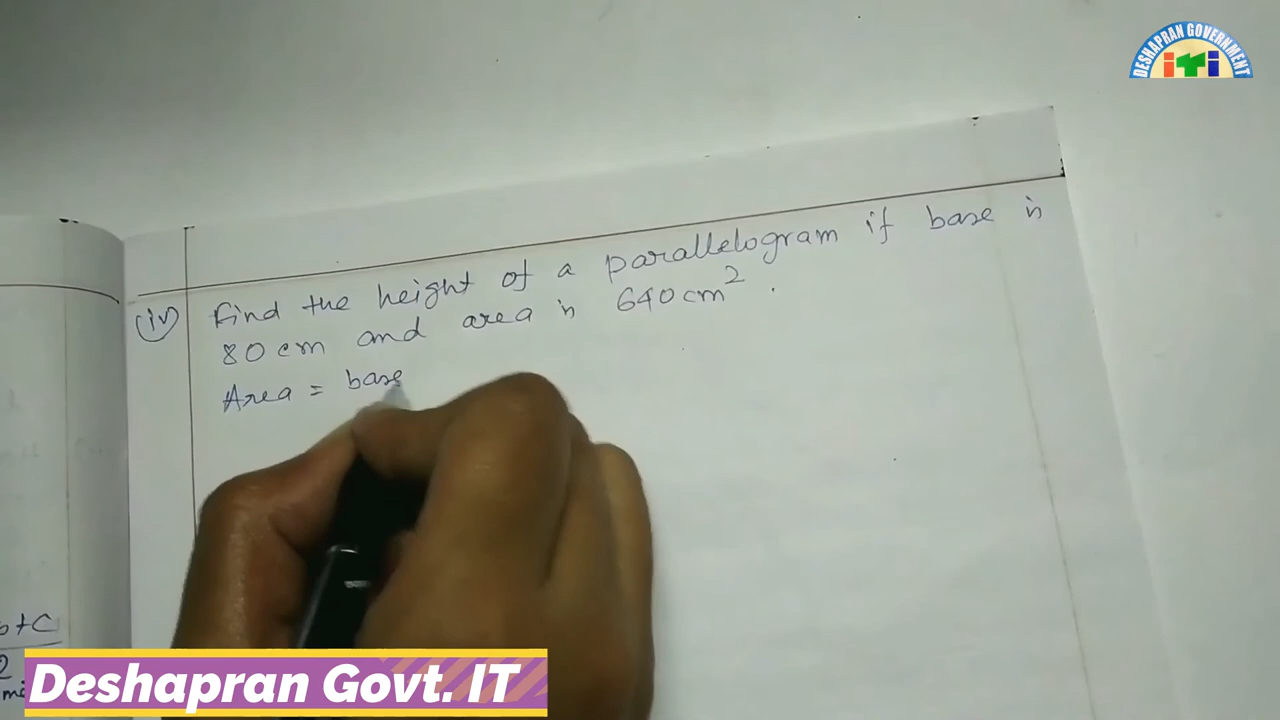 DESHAPRAN GOVERNMENT
iTi
(iv) Find the height of a parallelogram if base is
80 cm and area is 640 cm².
Area = base
b+c
2
Deshapran Govt. IT